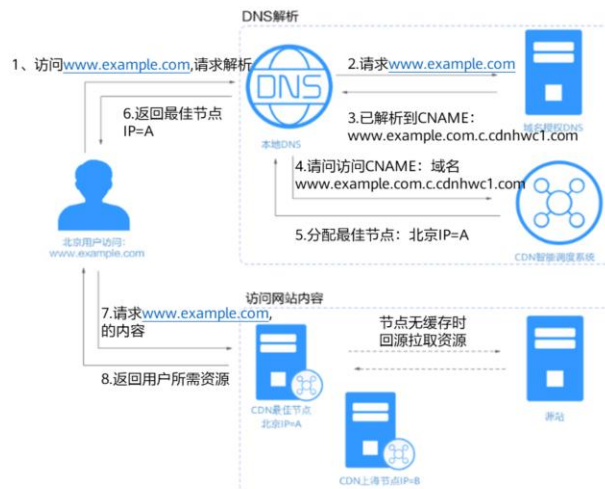 DNS解析
1、访问www.example.com,请求解析
2.请求www.example.com
DNS
6.返回最佳节点
IP=A
本地DNS
3.已解析到CNAME：
www.example.com.c.cdnhwc1.com
域名授权DNS
4.请问访问CNAME：域名
www.example.com.c.cdnhwc1.com
5.分配最佳节点：北京IP=A
北京用户访问：
www.example.com
CDN智能调度系统
访问网站内容
7.请求www.example.com,
的内容
节点无缓存时
回源拉取资源
8.返回用户所需资源
CDN最佳节点
北京IP=A
源站
CDN上海节点IP=B